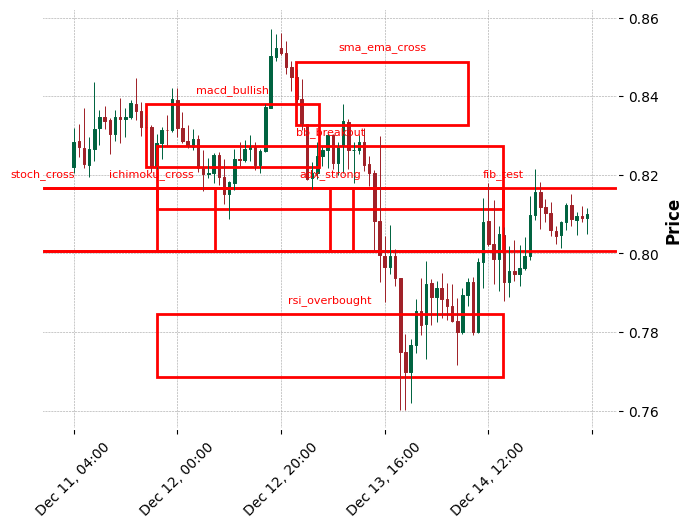 0.86
sma_ema_cross
macd_bullish
0.84
bb_breakout
stoch_cross
ichimoku_cross
fib_test
0.82
0.80
Price
rsi_overbought
0.78
0.76
Dec 11, 04:00
Dec 12, 00:00
Dec 12, 20:00
Dec 13, 16:00
Dec 14, 12:00